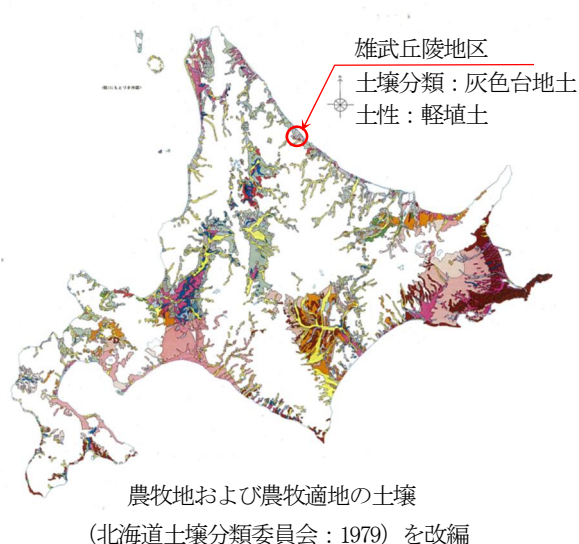 雄武丘陵地区
土壌分類：灰色台地土
土性：軽埴土
農牧地および農牧適地の土壌
(北海道土壌分類委員会：1979) を改編